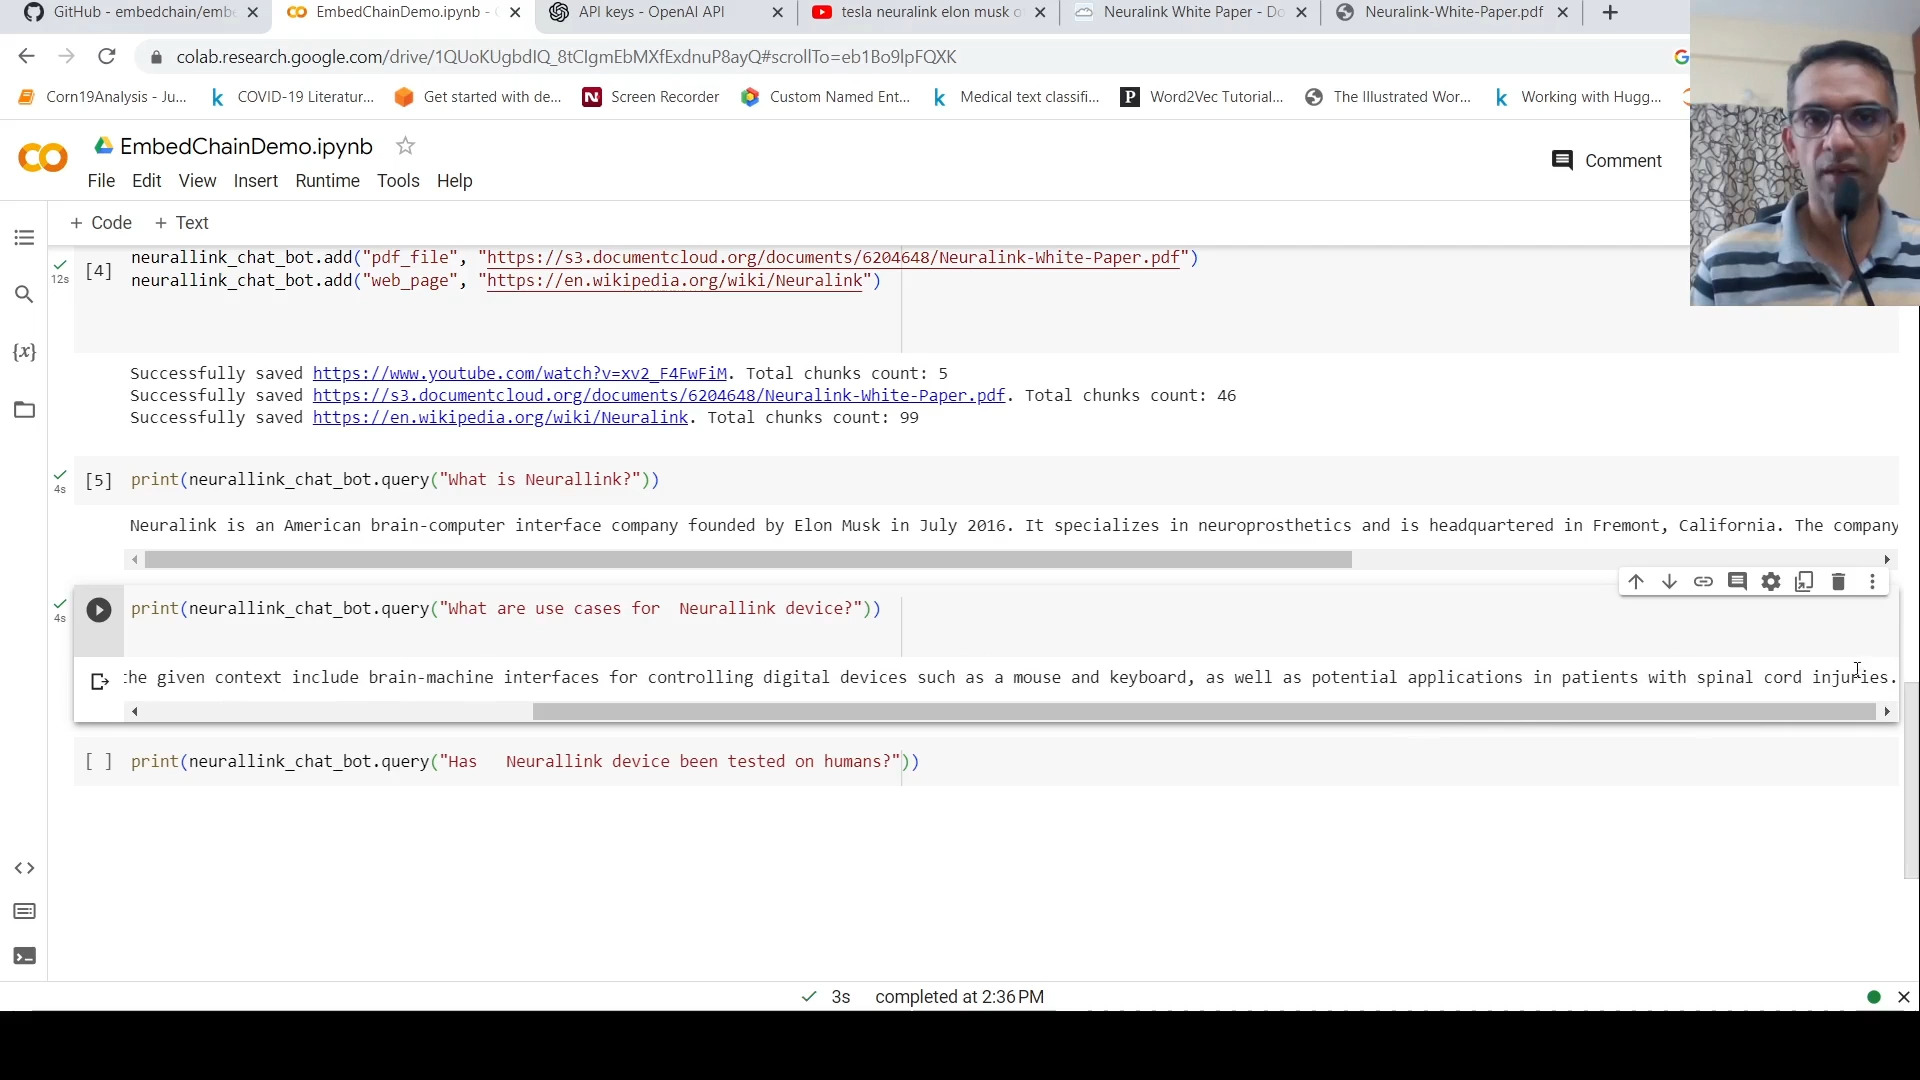 GitHub - embedchain/embe
EmbedChainDemo.ipynb - 
API keys - OpenAI API
tesla neuralink elon musk o
Neuralink White Paper - Do
Neuralink-White-Paper.pdf
colab.research.google.com/drive/1QUoKUgbdIQ_8tCIgmEbMXfExdnuP8ayQ#scrollTo=eb1Bo9lpFQXK
Corn19Analysis - Ju...
COVID-19 Literatur...
Get started with de...
Screen Recorder
Custom Named Ent...
Medical text classifi...
Word2Vec Tutorial...
The Illustrated Wor...
Working with Hugg...
EmbedChainDemo.ipynb
Comment
File Edit View Insert Runtime Tools Help
+ Code + Text
12s
[4] neurallink_chat_bot.add("pdf_file", "https://s3.documentcloud.org/documents/6204648/Neuralink-White-Paper.pdf")
neurallink_chat_bot.add("web_page", "https://en.wikipedia.org/wiki/Neuralink")
Successfully saved https://www.youtube.com/watch?v=xv2_F4FwFiM. Total chunks count: 5
Successfully saved https://s3.documentcloud.org/documents/6204648/Neuralink-White-Paper.pdf. Total chunks count: 46
Successfully saved https://en.wikipedia.org/wiki/Neuralink. Total chunks count: 99
4s
[5] print(neurallink_chat_bot.query("What is Neurallink?"))
Neuralink is an American brain-computer interface company founded by Elon Musk in July 2016. It specializes in neuroprosthetics and is headquartered in Fremont, California. The company
4s
print(neurallink_chat_bot.query("What are use cases for  Neurallink device?"))
the given context include brain-machine interfaces for controlling digital devices such as a mouse and keyboard, as well as potential applications in patients with spinal cord injuries.
[ ] print(neurallink_chat_bot.query("Has   Neurallink device been tested on humans?"))
3s completed at 2:36 PM